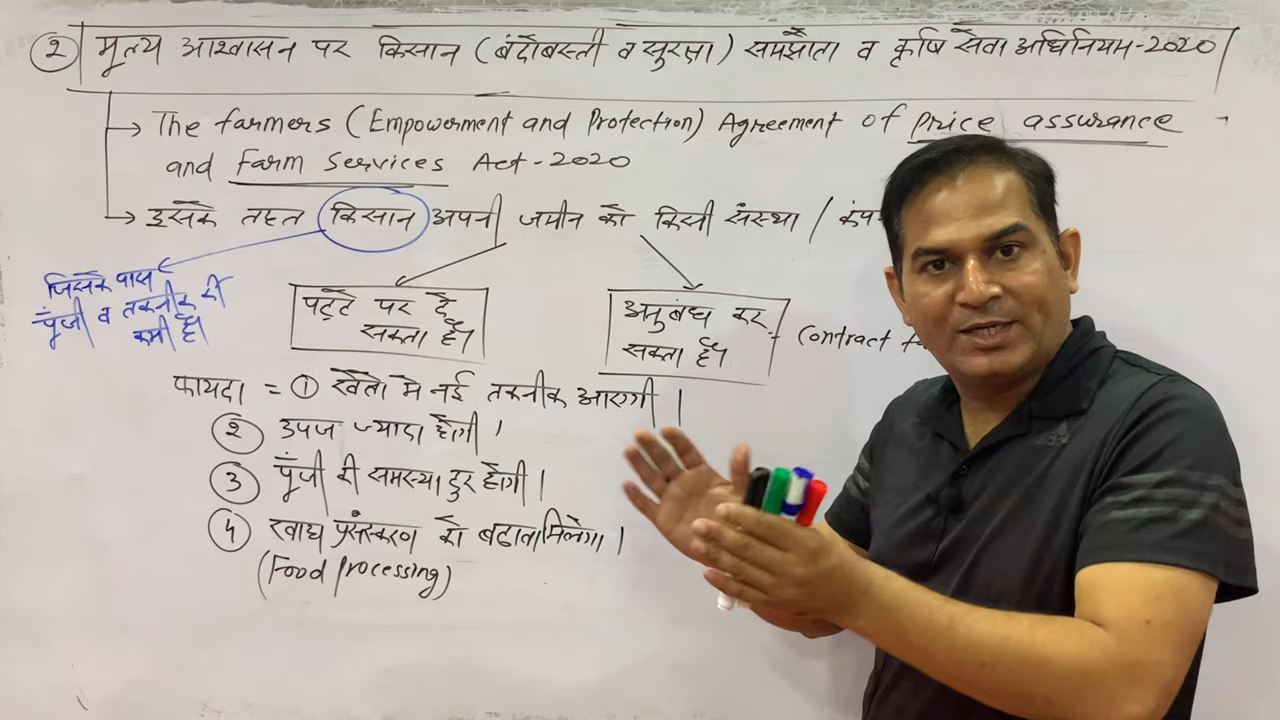 २ मूल्य आश्वासन पर किसान (बंदोबस्ती व सुरक्षा) समझौता व कृषि सेवा अधिनियम-2020
→ The farmers (Empowerment and Protection) Agreement of Price assurance
and Farm Services Act-2020
→ इसके तहत किसान अपनी जमीन को किसी संस्था /
जिसके पास
पूँजी व तकनीक की
कमी है।
पट्टे पर दे
सकता है।
अनुबंध कर
सकता है।
- Contract
फायदा = ① खेतो मे नई तकनीक आएगी।
② उपज ज्यादा होगी।
③ पूँजी की समस्या दुर होगी।
④ खाद्य प्रसंस्करण को बढावा मिलेगा।
(Food Processing)